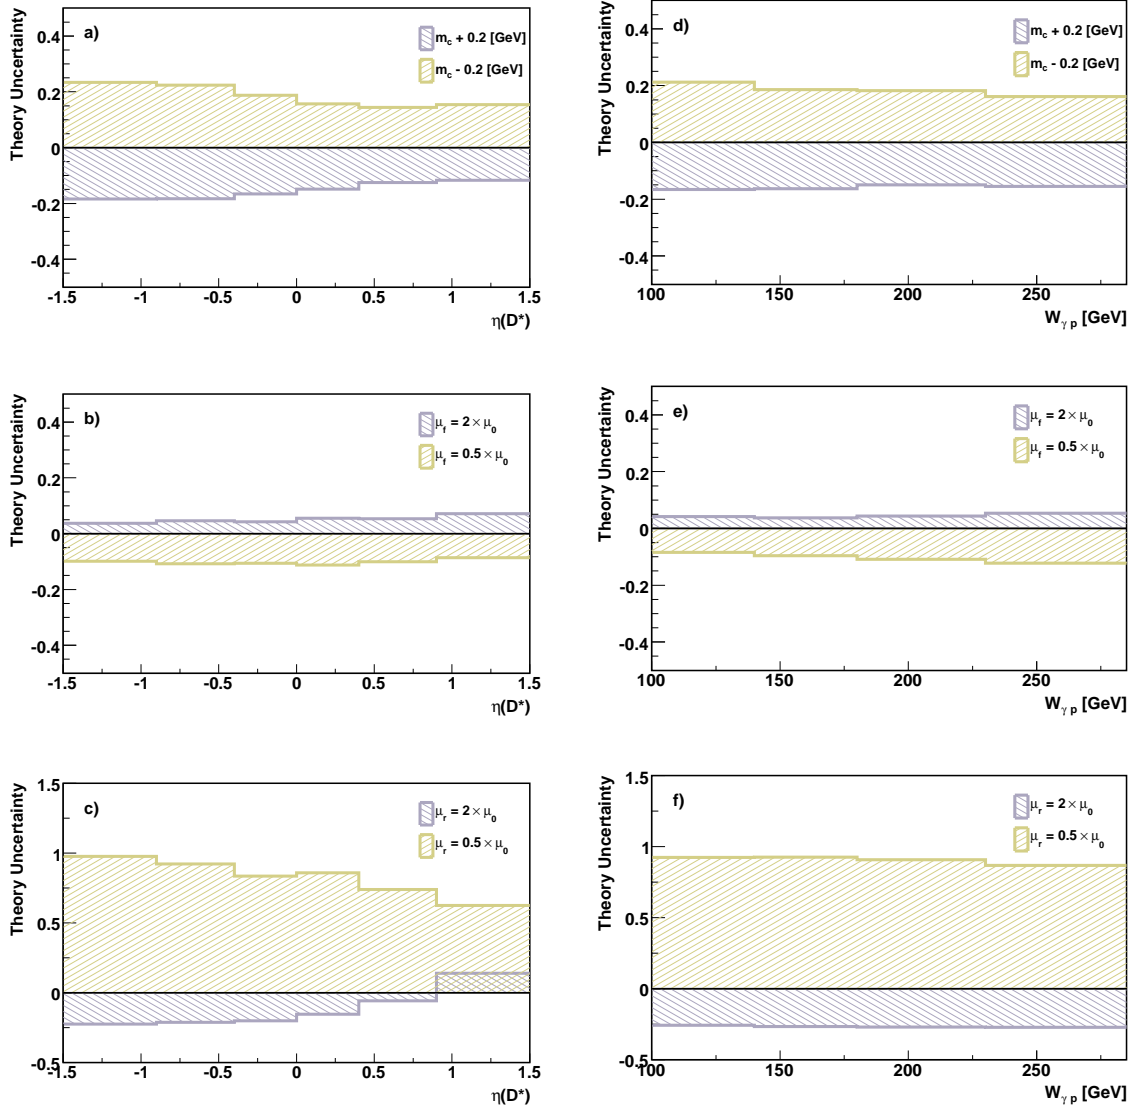 a)
m_c + 0.2 [GeV]
m_c - 0.2 [GeV]
Theory Uncertainty
0.4
0.2
0
-0.2
-0.4
-1.5 -1 -0.5 0 0.5 1 1.5
η(D*)
d)
m_c + 0.2 [GeV]
m_c - 0.2 [GeV]
Theory Uncertainty
0.4
0.2
0
-0.2
-0.4
100 150 200 250
W_γ p [GeV]
b)
μ_f = 2 × μ_0
μ_f = 0.5 × μ_0
Theory Uncertainty
0.4
0.2
0
-0.2
-0.4
-1.5 -1 -0.5 0 0.5 1 1.5
η(D*)
e)
μ_f = 2 × μ_0
μ_f = 0.5 × μ_0
Theory Uncertainty
0.4
0.2
0
-0.2
-0.4
100 150 200 250
W_γ p [GeV]
c)
μ_r = 2 × μ_0
μ_r = 0.5 × μ_0
Theory Uncertainty
1.5
1
0.5
0
-0.5
-1.5 -1 -0.5 0 0.5 1 1.5
η(D*)
f)
μ_r = 2 × μ_0
μ_r = 0.5 × μ_0
Theory Uncertainty
1.5
1
0.5
0
-0.5
100 150 200 250
W_γ p [GeV]